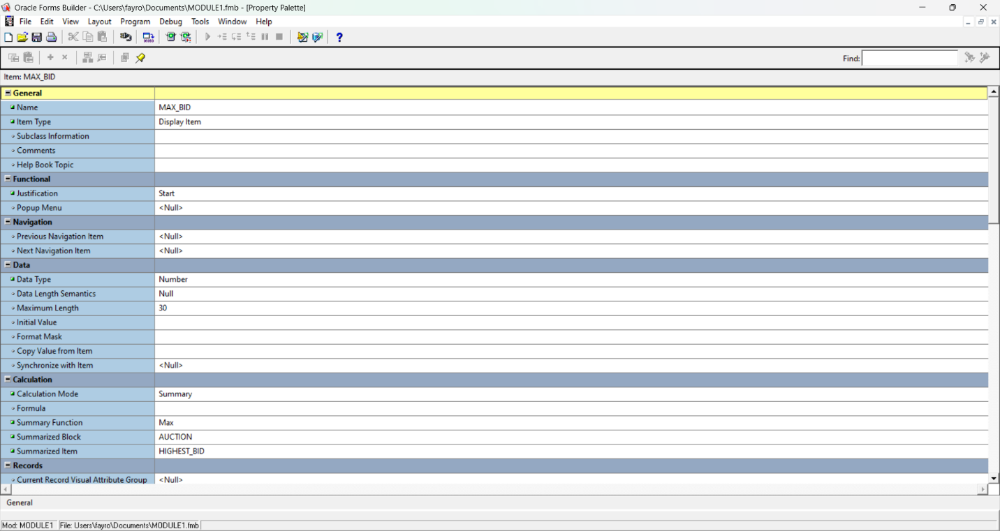 Oracle Forms Builder - C:\Users\fayro\Documents\MODULE1.fmb - [Property Palette]
File Edit View Layout Program Debug Tools Window Help
Find:
Item: MAX_BID
General
Name MAX_BID
Item Type Display Item
Subclass Information
Comments
Help Book Topic
Functional
Justification Start
Popup Menu <Null>
Navigation
Previous Navigation Item <Null>
Next Navigation Item <Null>
Data
Data Type Number
Data Length Semantics Null
Maximum Length 30
Initial Value
Format Mask
Copy Value from Item
Synchronize with Item <Null>
Calculation
Calculation Mode Summary
Formula
Summary Function Max
Summarized Block AUCTION
Summarized Item HIGHEST_BID
Records
Current Record Visual Attribute Group <Null>
General
Mod: MODULE1 File: Users\fayro\Documents\MODULE1.fmb